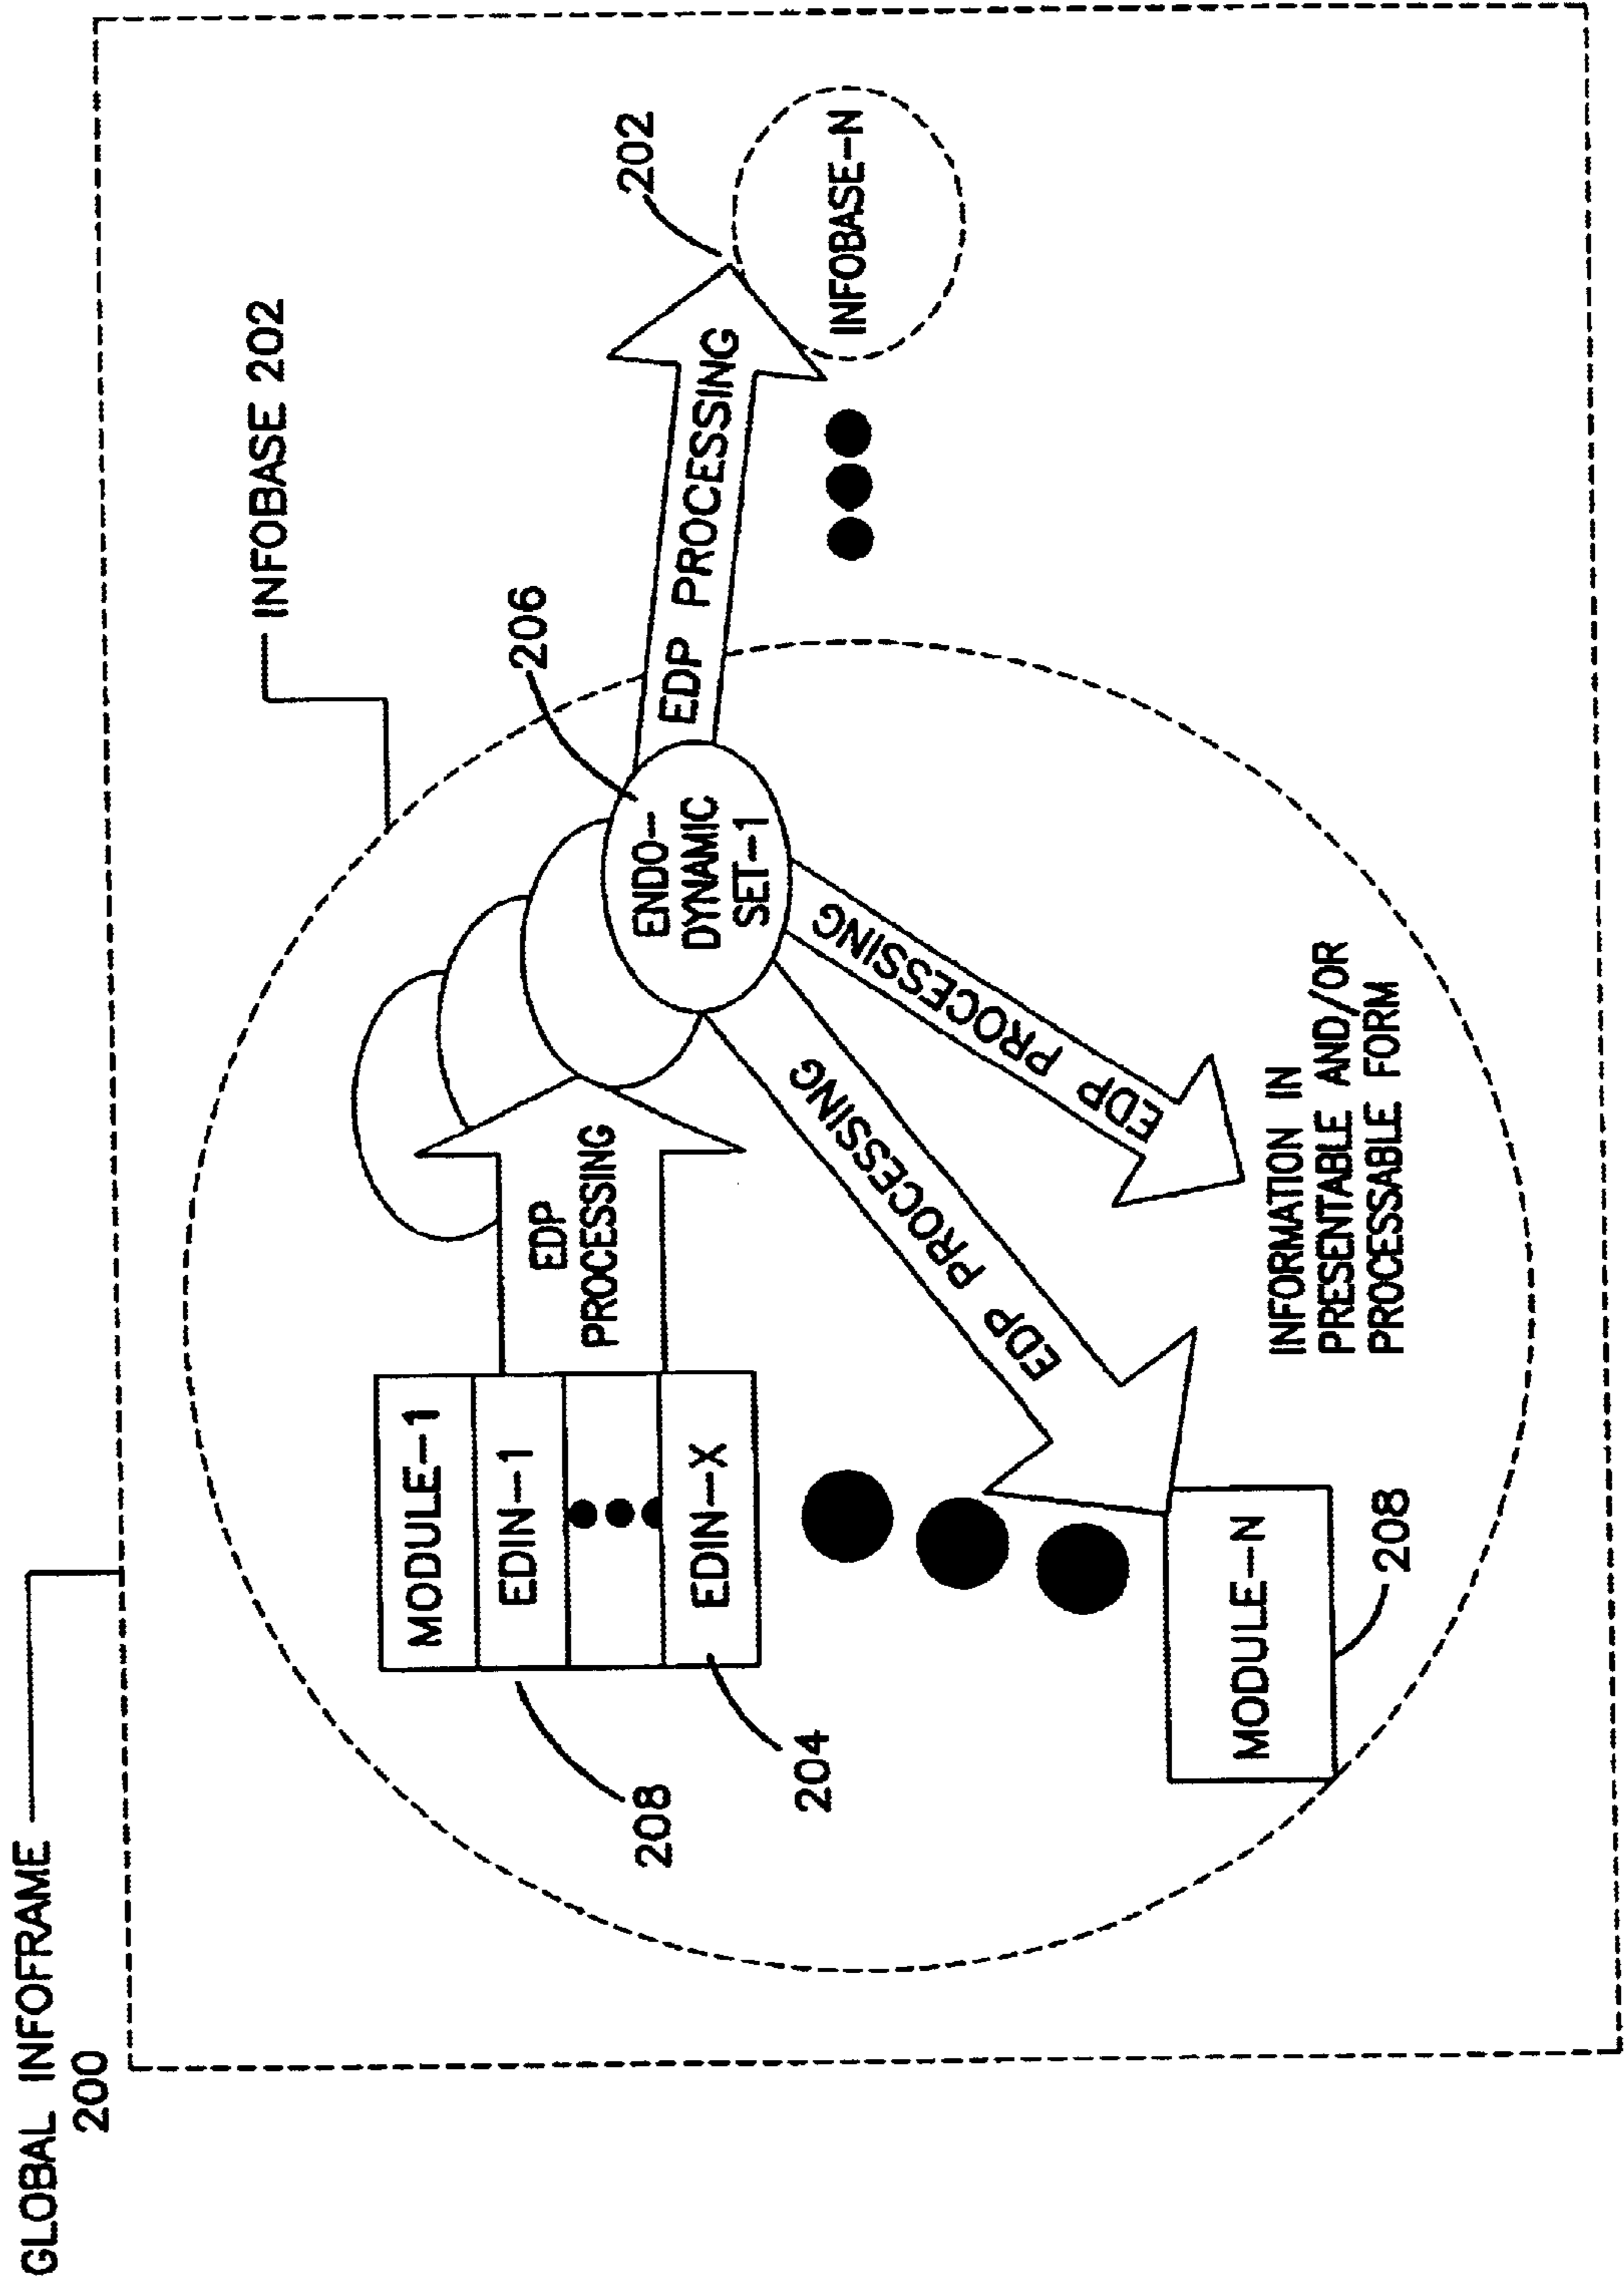 GLOBAL INFOFRAME
200
INFOBASE 202
202
206
INFOBASE-N
MODULE-1
EDIN-1
EDIN-X
208
204
EDP
PROCESSING
ENDO-
DYNAMIC
SET-1
EDP PROCESSING
EDP PROCESSING
EDP PROCESSING
MODULE-N
208
INFORMATION IN
PRESENTABLE AND/OR
PROCESSABLE FORM